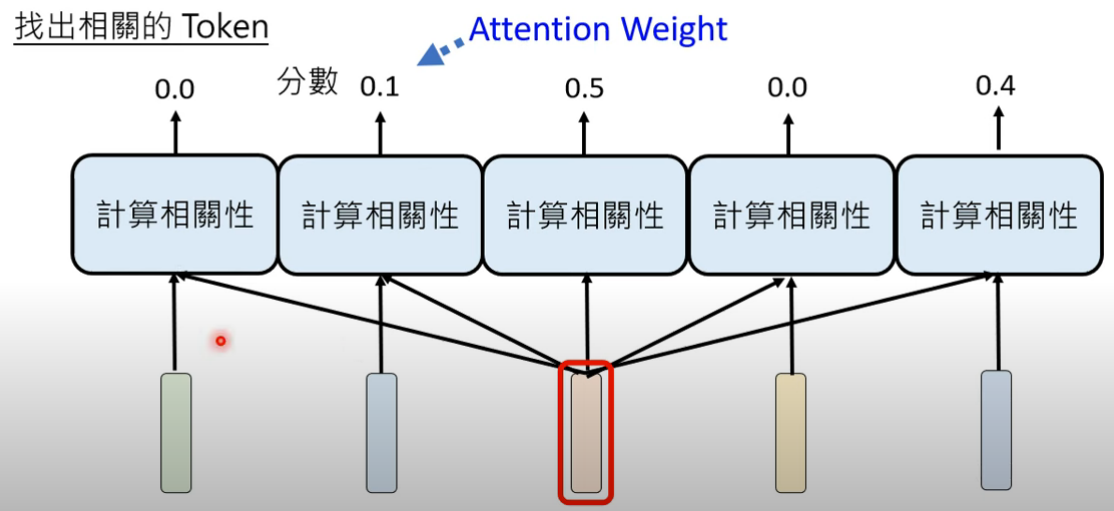 找出相關的 Token
Attention Weight
0.0 分數 0.1 0.5 0.0 0.4
計算相關性 計算相關性 計算相關性 計算相關性 計算相關性